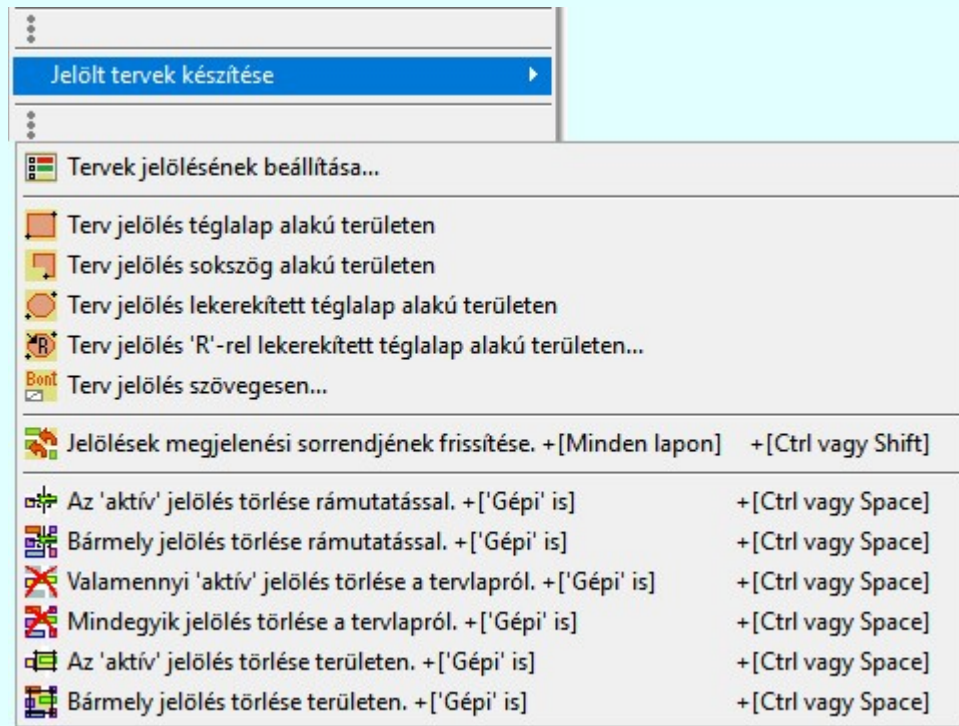 Jelölt tervek készítése
Tervek jelölésének beállítása...
Terv jelölés téglalap alakú területen
Terv jelölés sokszög alakú területen
Terv jelölés lekerekített téglalap alakú területen
'R' Terv jelölés 'R'-rel lekerekített téglalap alakú területen...
Bont Terv jelölés szövegesen...
Jelölések megjelenési sorrendjének frissítése. +[Minden lapon] +[Ctrl vagy Shift]
Az 'aktív' jelölés törlése rámutatással. +['Gépi' is] +[Ctrl vagy Space]
Bármely jelölés törlése rámutatással. +['Gépi' is] +[Ctrl vagy Space]
Valamennyi 'aktív' jelölés törlése a tervlapról. +['Gépi' is] +[Ctrl vagy Space]
Mindegyik jelölés törlése a tervlapról. +['Gépi' is] +[Ctrl vagy Space]
Az 'aktív' jelölés törlése területen. +['Gépi' is] +[Ctrl vagy Space]
Bármely jelölés törlése területen. +['Gépi' is] +[Ctrl vagy Space]